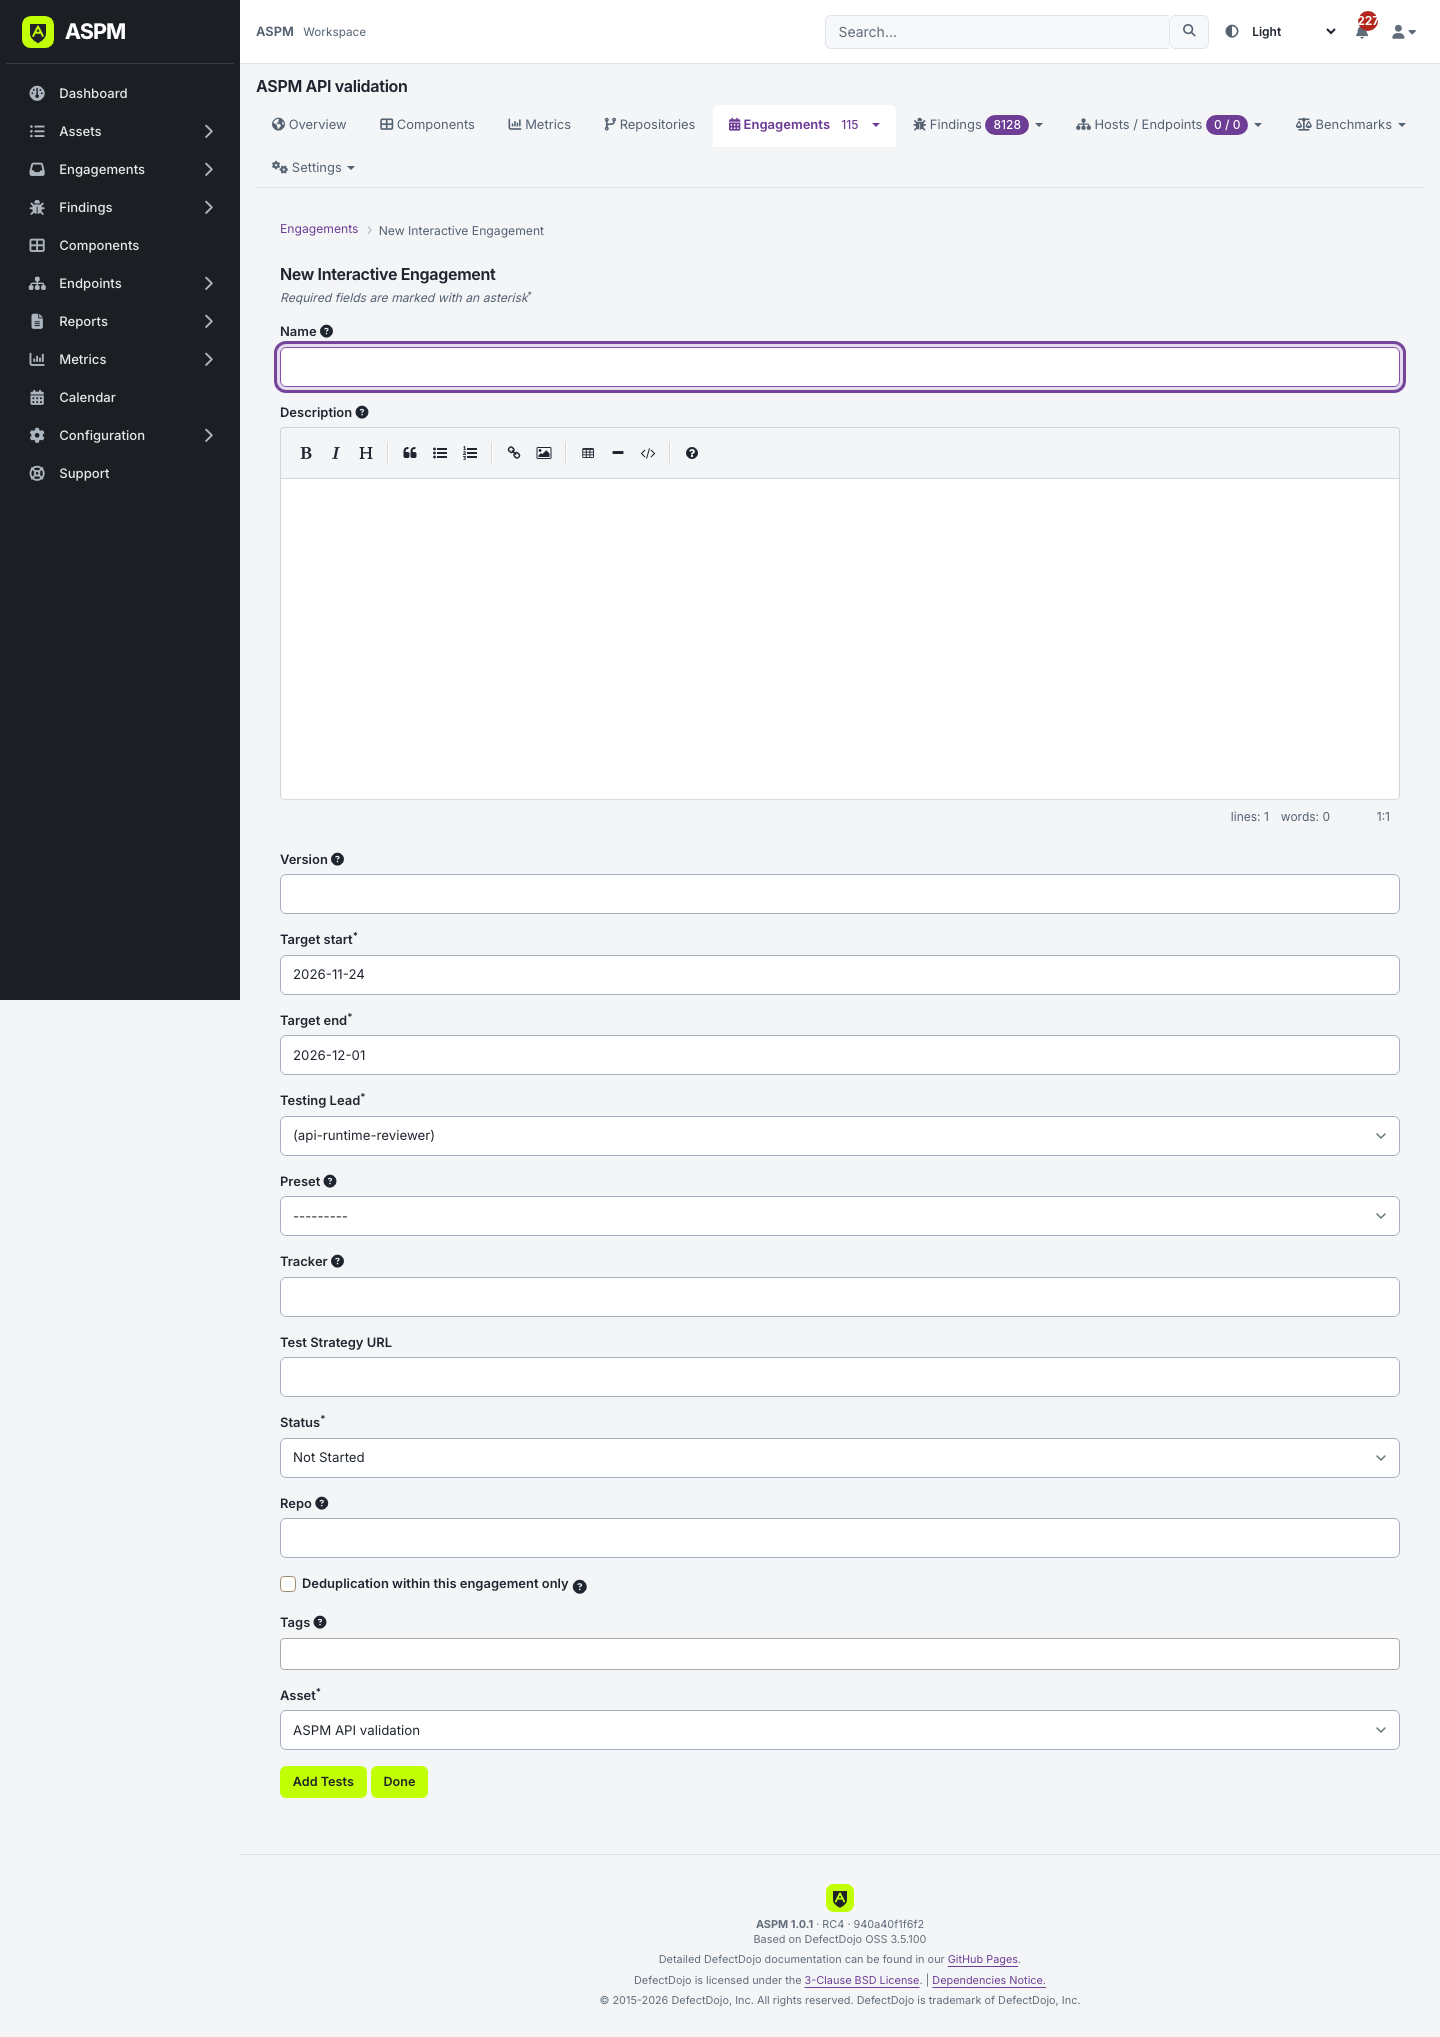 ASPM
ASPM Workspace
Search...
Light
227
Dashboard
Assets
Engagements
Findings
Components
Endpoints
Reports
Metrics
Calendar
Configuration
Support
ASPM API validation
Overview
Components
Metrics
Repositories
Engagements 115
Findings 8128
Hosts / Endpoints 0 / 0
Benchmarks
Settings
Engagements > New Interactive Engagement
New Interactive Engagement
Required fields are marked with an asterisk*
Name
Description
B I H
lines: 1 words: 0 1:1
Version
Target start*
2026-11-24
Target end*
2026-12-01
Testing Lead*
(api-runtime-reviewer)
Preset
---------
Tracker
Test Strategy URL
Status*
Not Started
Repo
Deduplication within this engagement only
Tags
Asset*
ASPM API validation
Add Tests Done
ASPM 1.0.1 · RC4 · 940a40f1f6f2
Based on DefectDojo OSS 3.5.100
Detailed DefectDojo documentation can be found in our GitHub Pages.
DefectDojo is licensed under the 3-Clause BSD License. | Dependencies Notice.
© 2015-2026 DefectDojo, Inc. All rights reserved. DefectDojo is trademark of DefectDojo, Inc.